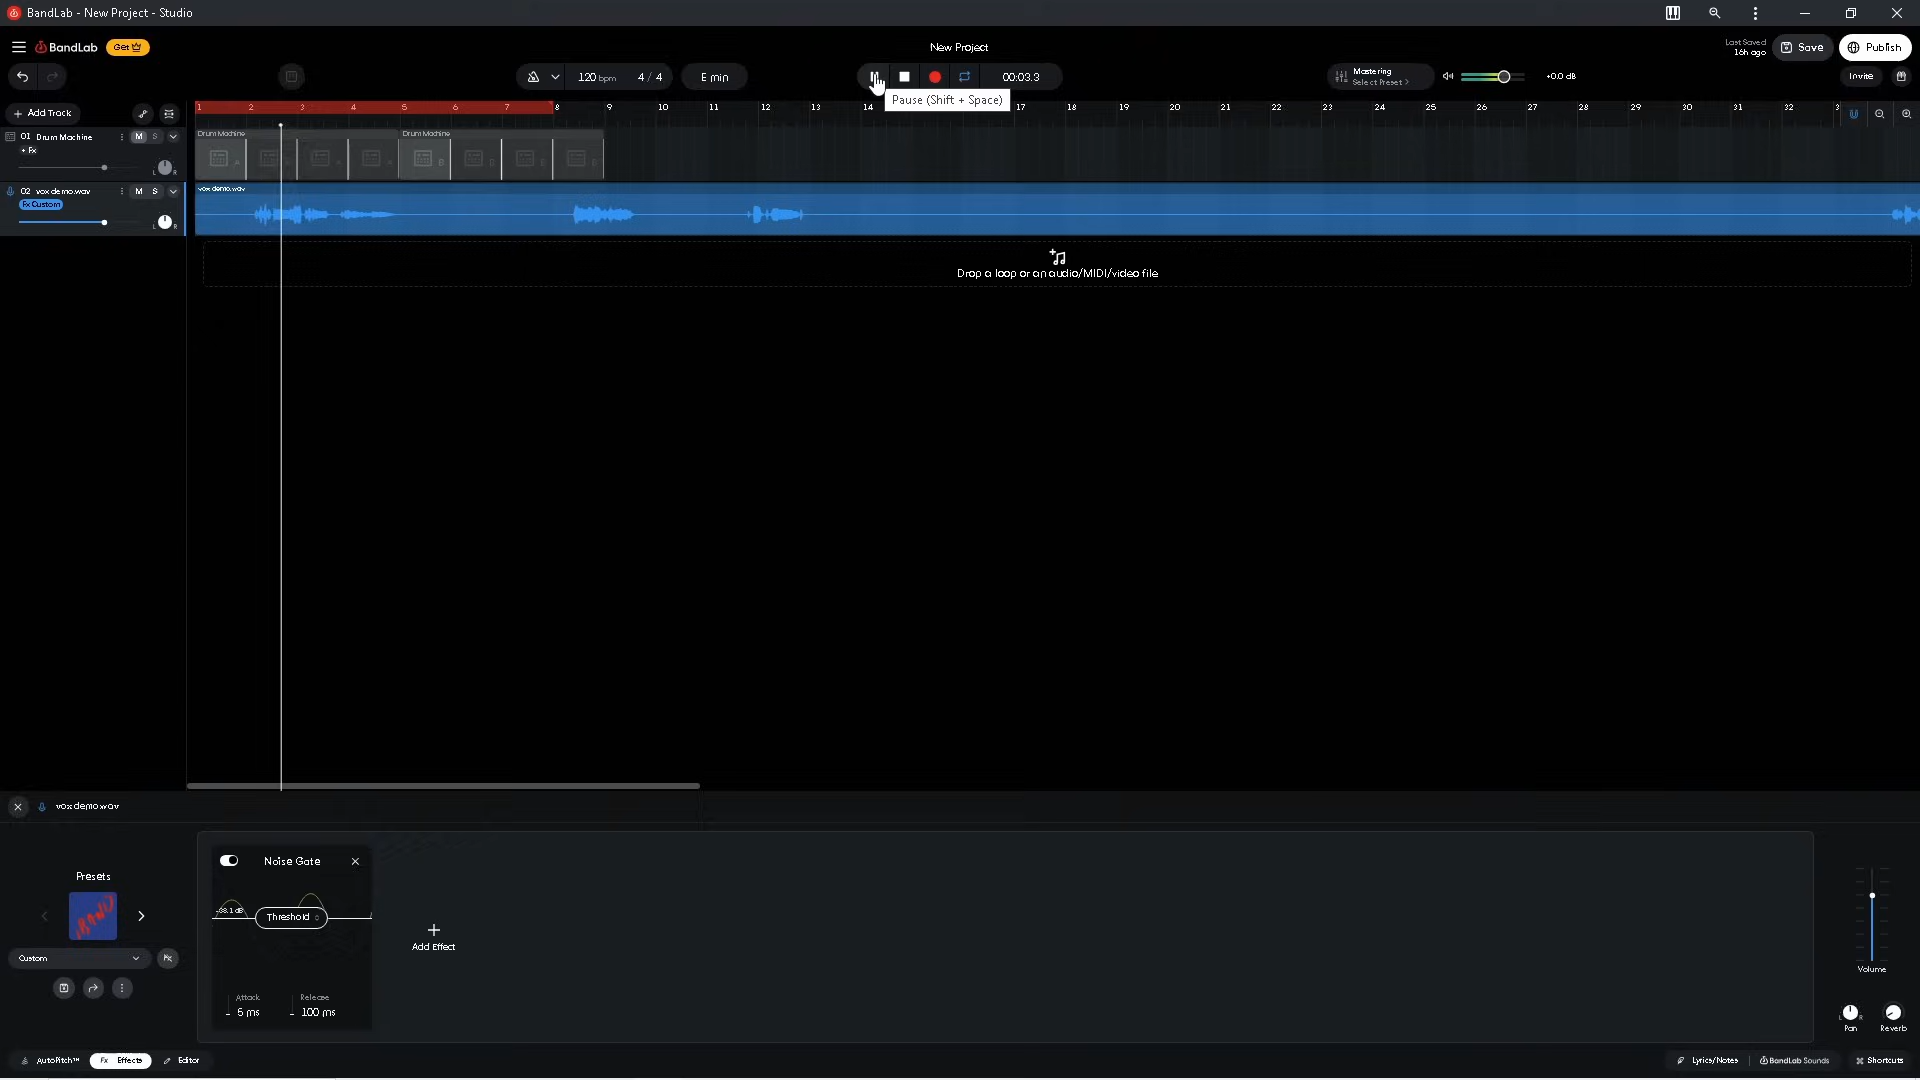 BandLab - New Project - Studio
BandLab
Get
New Project
Last Saved
16h ago
Save
Publish
120 bpm
4 / 4
E min
00:03.3
Mastering
Select Preset >
+0.0 dB
Invite
Pause (Shift + Space)
+ Add Track
1 2 3 4 5 6 7 8 9 10 11 12 13 14 17 18 19 20 21 22 23 24 25 26 27 28 29 30 31 32
01 Drum Machine
M S
+ Fx
L R
Drum Machine
Drum Machine
02 vox demo.wav
M S
Fx Custom
L R
vox demo.wav
Drop a loop or an audio/MIDI/video file
vox demo.wav
Presets
Custom
Noise Gate
-38.1 dB
Threshold
Attack
5 ms
Release
100 ms
Add Effect
Volume
L R
Pan
Reverb
AutoPitch™
Fx Effects
Editor
Lyrics/Notes
BandLab Sounds
Shortcuts